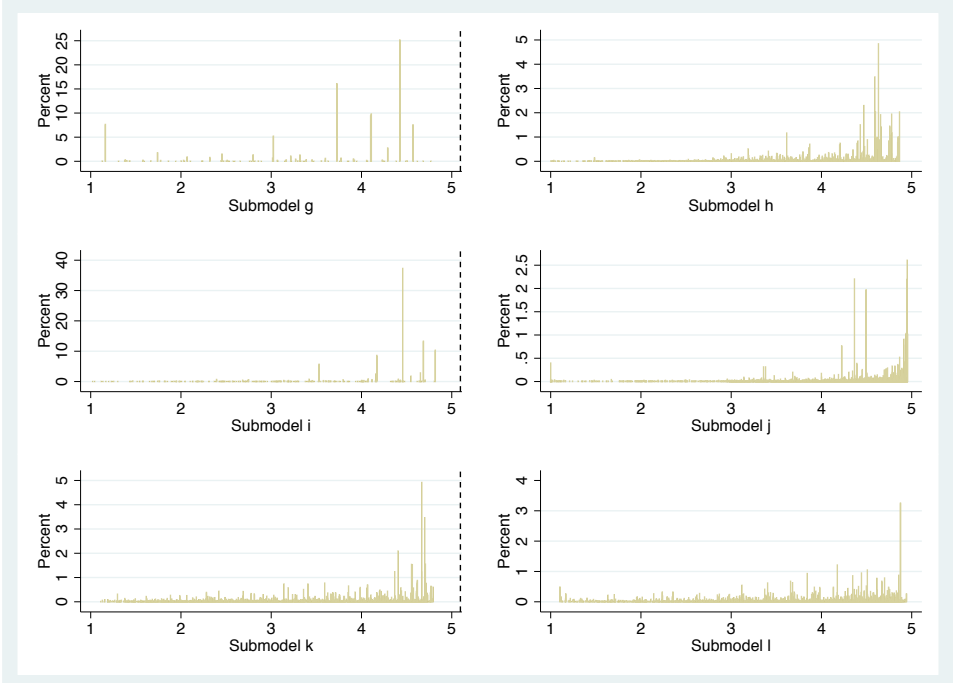 Percent
0 5 10 15 20 25
1 2 3 4 5
Submodel g
Percent
0 1 2 3 4 5
1 2 3 4 5
Submodel h
Percent
0 10 20 30 40
1 2 3 4 5
Submodel i
Percent
0 .5 1 1.5 2 2.5
1 2 3 4 5
Submodel j
Percent
0 1 2 3 4 5
1 2 3 4 5
Submodel k
Percent
0 1 2 3 4
1 2 3 4 5
Submodel l